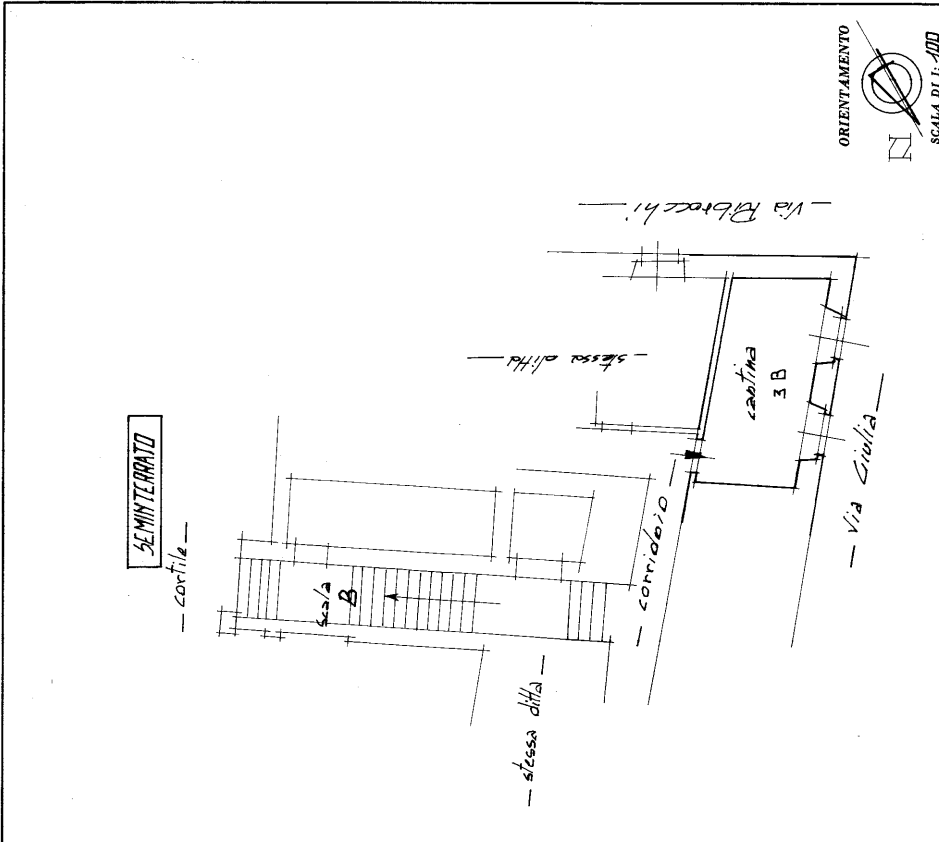 SEMINTERRATO
— cortile —
scala
B
— stessa ditta —
— corridoio —
— stessa ditta —
— Via Ribrocchi —
cantina
3 B
— Via Giulia —
ORIENTAMENTO
N
SCALA DI 1: 100